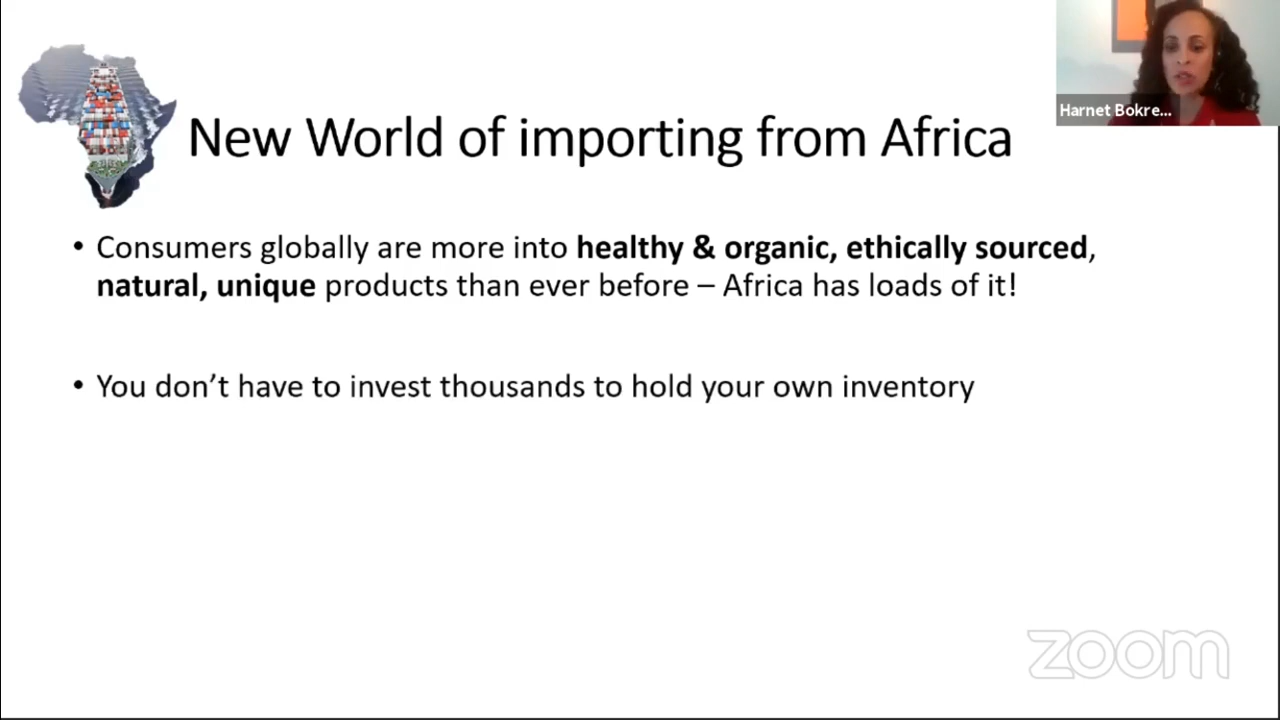 Harnet Bokre...
New World of importing from Africa
• Consumers globally are more into healthy & organic, ethically sourced,
natural, unique products than ever before – Africa has loads of it!
• You don’t have to invest thousands to hold your own inventory
zoom